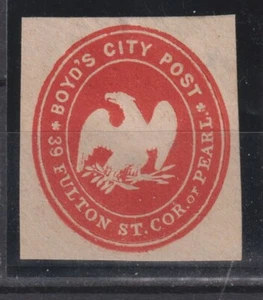 * BOYD'S CITY POST *
39 FULTON ST. COR. OF PEARL.